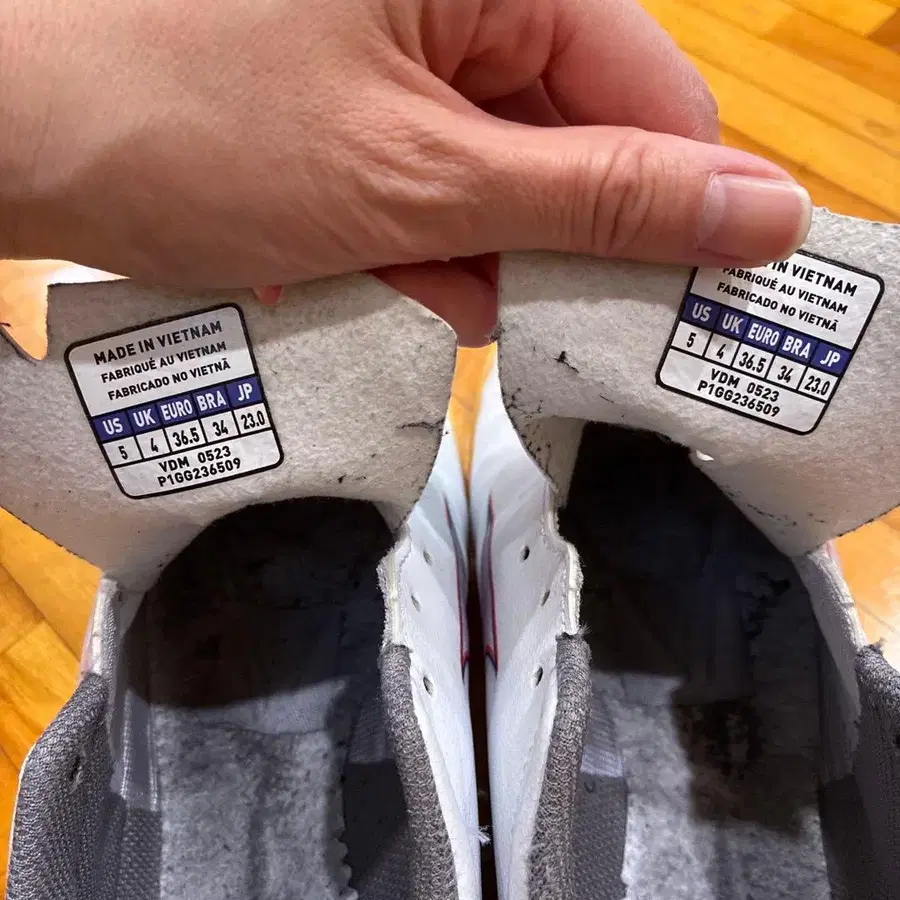 MADE IN VIETNAM
FABRIQUÉ AU VIETNAM
FABRICADO NO VIETNÃ
US UK EURO BRA JP
5 4 36.5 34 23.0
VDM 0523
P1GG236509
IN VIETNAM
FABRIQUÉ AU VIETNAM
FABRICADO NO VIETNÃ
US UK EURO BRA JP
5 4 36.5 34 23.0
VDM 0523
P1GG236509